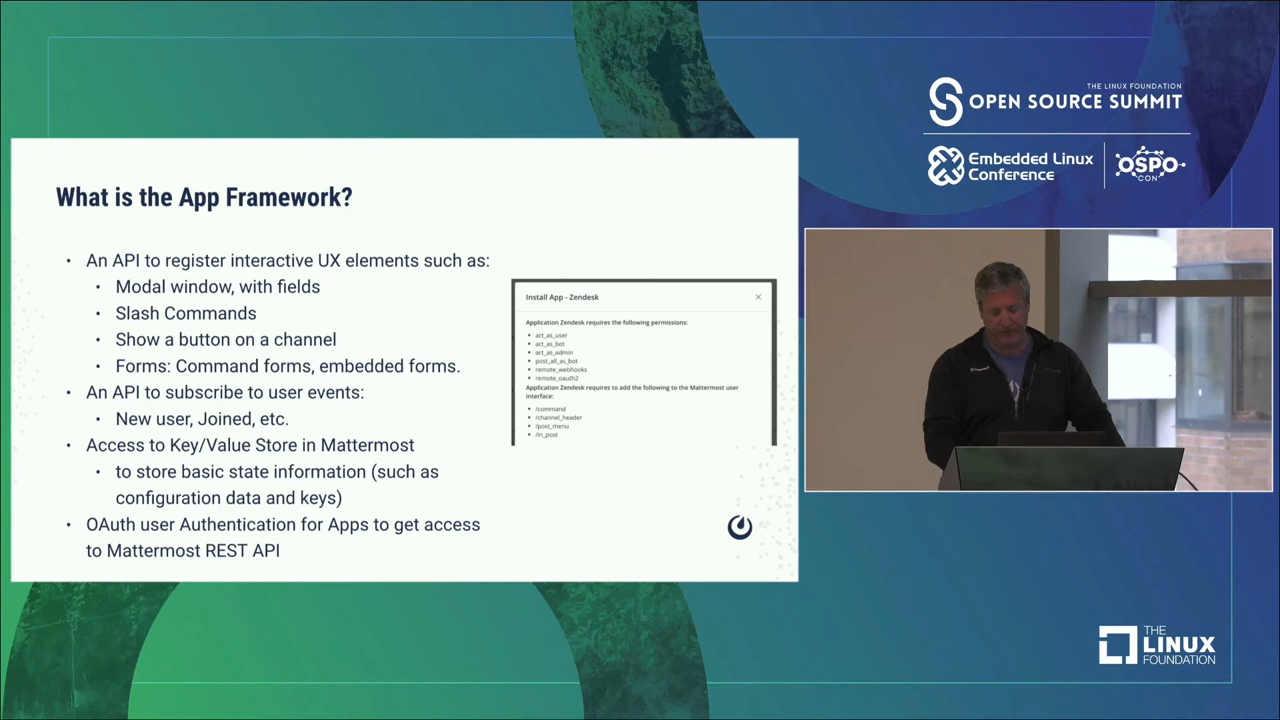 THE LINUX FOUNDATION
OPEN SOURCE SUMMIT
Embedded Linux
Conference
OSPO
CON
What is the App Framework?
• An API to register interactive UX elements such as:
• Modal window, with fields
• Slash Commands
• Show a button on a channel
• Forms: Command forms, embedded forms.
• An API to subscribe to user events:
• New user, Joined, etc.
• Access to Key/Value Store in Mattermost
• to store basic state information (such as
configuration data and keys)
• OAuth user Authentication for Apps to get access
to Mattermost REST API
Install App - Zendesk
×
Application Zendesk requires the following permissions:
• act_as_user
• act_as_bot
• act_as_admin
• post_all_as_bot
• remote_webhooks
• remote_oauth2
Application Zendesk requires to add the following to the Mattermost user
interface:
• /command
• /channel_header
• /post_menu
• /in_post
THE
LINUX
FOUNDATION